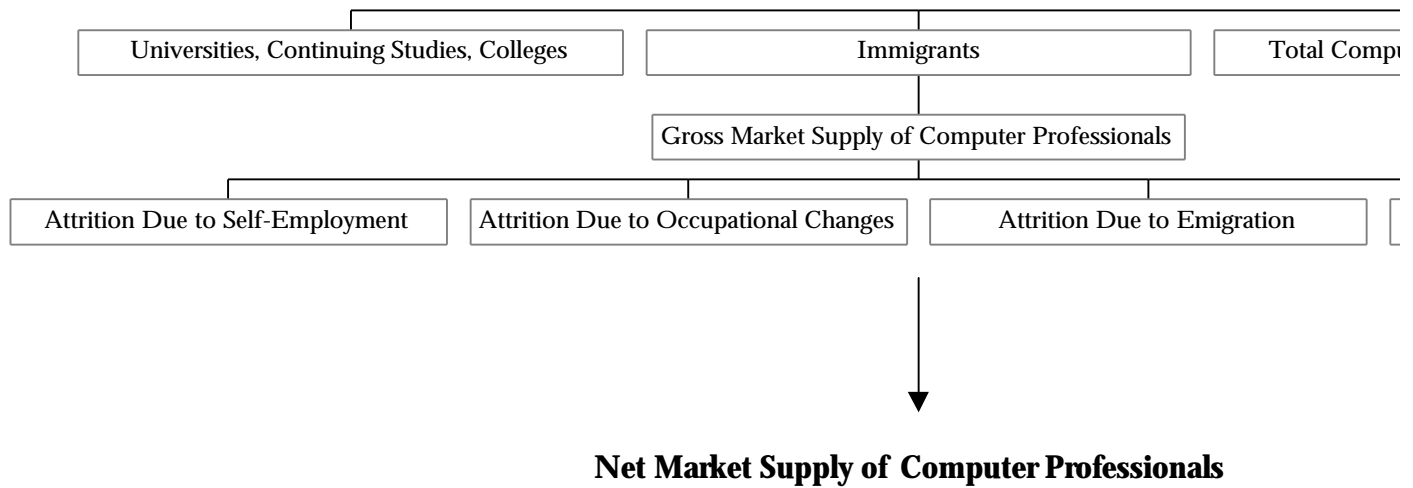 Universities, Continuing Studies, Colleges
Immigrants
Total
Gross Market Supply of Computer Professionals
Attrition Due to Self-Employment
Attrition Due to Occupational Changes
Attrition Due to Emigration
Net Market Supply of Computer Professionals